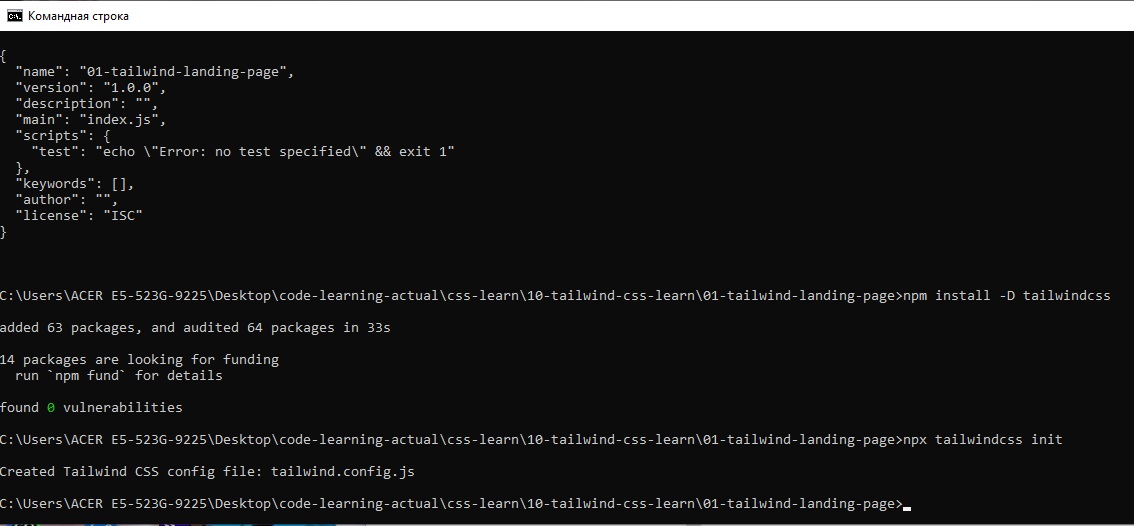 Командная строка
{
  "name": "01-tailwind-landing-page",
  "version": "1.0.0",
  "description": "",
  "main": "index.js",
  "scripts": {
    "test": "echo \"Error: no test specified\" && exit 1"
  },
  "keywords": [],
  "author": "",
  "license": "ISC"
}
C:\Users\ACER E5-523G-9225\Desktop\code-learning-actual\css-learn\10-tailwind-css-learn\01-tailwind-landing-page>npm install -D tailwindcss
added 63 packages, and audited 64 packages in 33s
14 packages are looking for funding
  run `npm fund` for details
found 0 vulnerabilities
C:\Users\ACER E5-523G-9225\Desktop\code-learning-actual\css-learn\10-tailwind-css-learn\01-tailwind-landing-page>npx tailwindcss init
Created Tailwind CSS config file: tailwind.config.js
C:\Users\ACER E5-523G-9225\Desktop\code-learning-actual\css-learn\10-tailwind-css-learn\01-tailwind-landing-page>